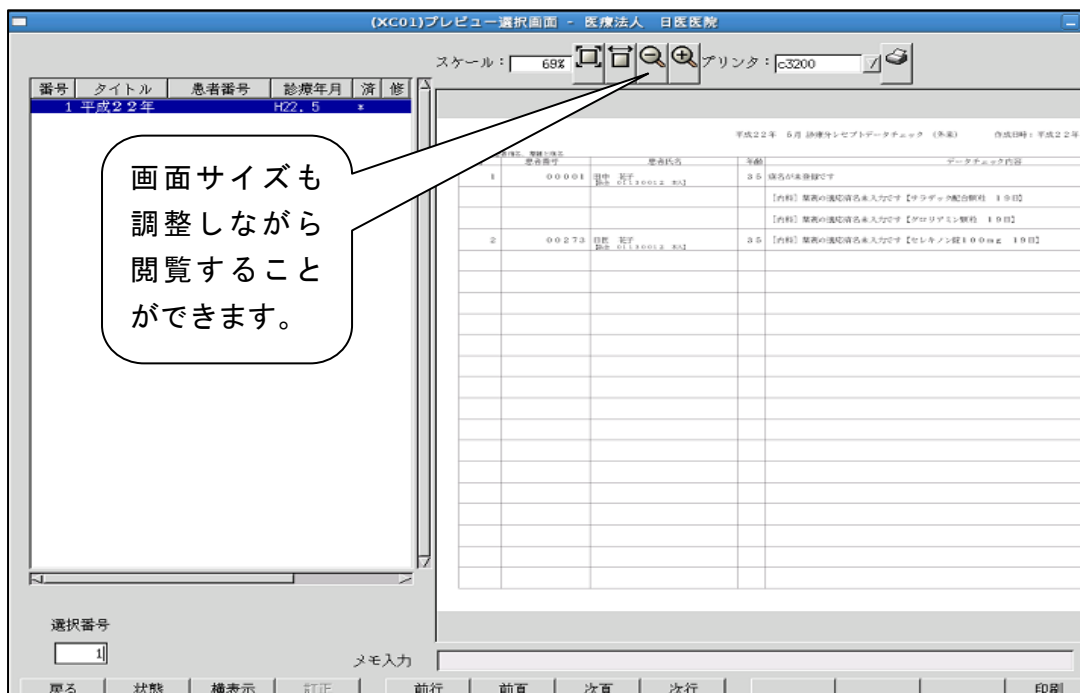 (XC01)プレビュー選択画面 - 医療法人 日医医院
スケール： 69% プリンタ： c3200
番号 タイトル 患者番号 診療年月 済 修
1 平成２２年 H22. 5 *
画面サイズも
調整しながら
閲覧すること
ができます。
平成２２年 ５月 診療分レセプトデータチェック （外来） 作成日時：平成２２年
患者番号 患者氏名 年齢 データチェック内容
1 ００００１ 田中 花子 ３５ 病名が未登録です
［内科］薬剤の適応病名未入力です【サラザック配合顆粒 １９日】
［内科］薬剤の適応病名未入力です【グロリアミン顆粒 １９日】
2 ００２７３ 日医 花子 ３５ ［内科］薬剤の適応病名未入力です【セレキノン錠１００ｍｇ １９日】
選択番号
1
メモ入力
戻る 状態 横表示 訂正 前行 前頁 次頁 次行 印刷